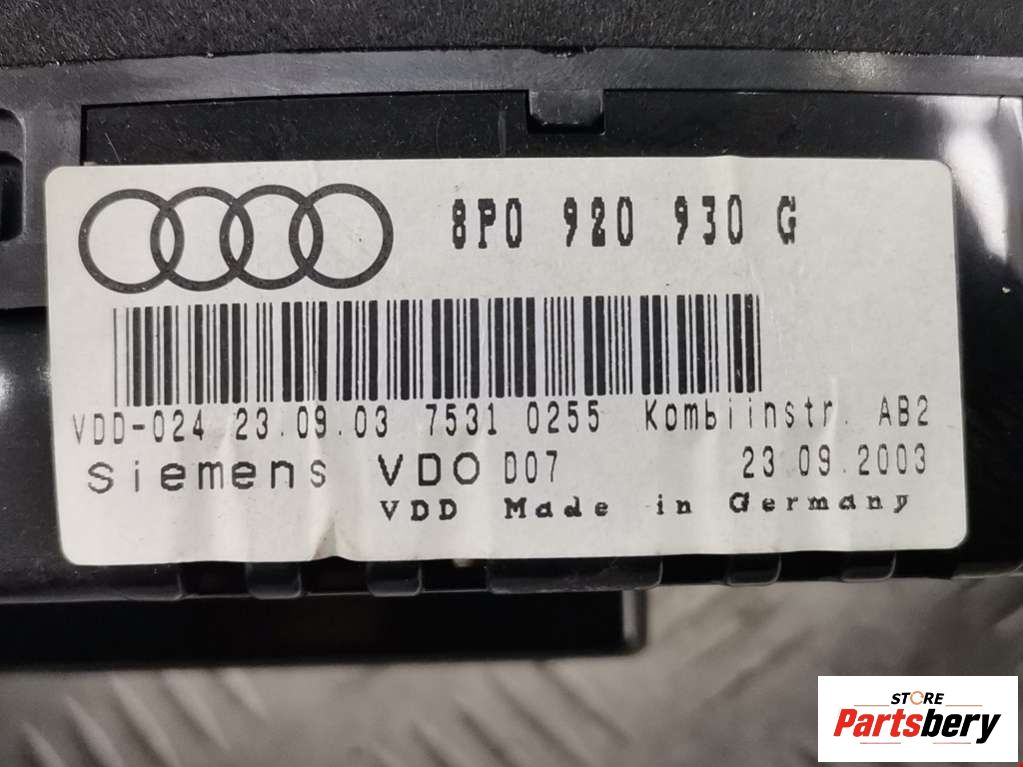 8P0 920 930 G
VDD-024 23.09.03 7531 0255 Kombiinstr. AB2
Siemens VDO D07 23.09.2003
VDD Made in Germany
STORE
Partsbery